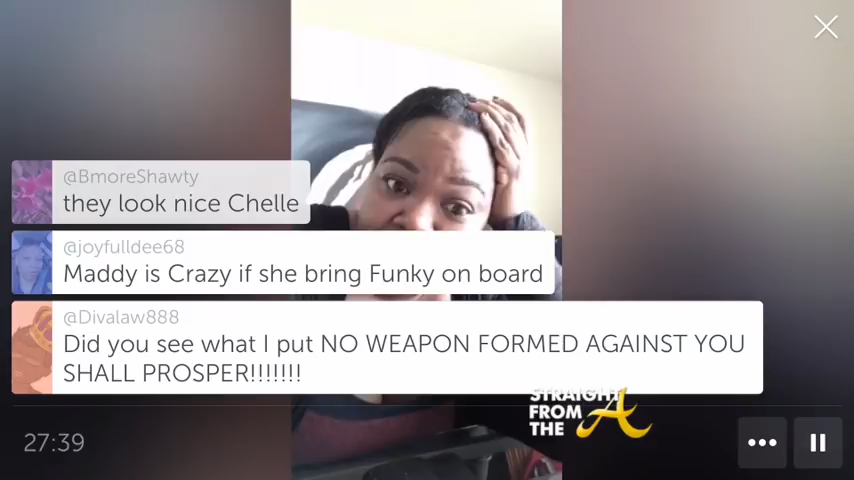 @BmoreShawty
they look nice Chelle
@joyfulldee68
Maddy is Crazy if she bring Funky on board
@Divalaw888
Did you see what I put NO WEAPON FORMED AGAINST YOU
SHALL PROSPER!!!!!!!
STRAIGHT
FROM
THE A
27:39